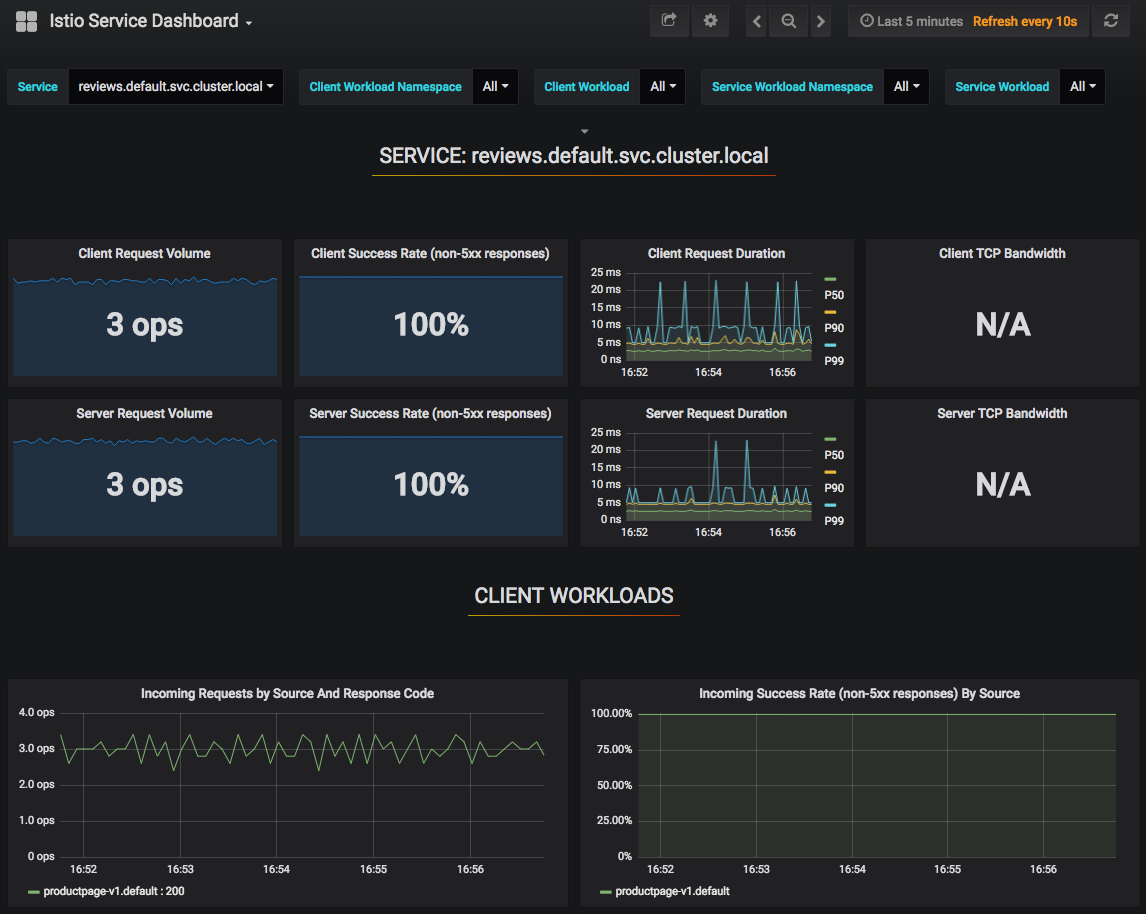 Istio Service Dashboard
Last 5 minutes Refresh every 10s
Service reviews.default.svc.cluster.local Client Workload Namespace All Client Workload All Service Workload Namespace All Service Workload All
SERVICE: reviews.default.svc.cluster.local
Client Request Volume
3 ops
Client Success Rate (non-5xx responses)
100%
Client Request Duration
25 ms
20 ms
15 ms
10 ms
5 ms
0 ns
16:52 16:54 16:56
P50
P90
P99
Client TCP Bandwidth
N/A
Server Request Volume
3 ops
Server Success Rate (non-5xx responses)
100%
Server Request Duration
25 ms
20 ms
15 ms
10 ms
5 ms
0 ns
16:52 16:54 16:56
P50
P90
P99
Server TCP Bandwidth
N/A
CLIENT WORKLOADS
Incoming Requests by Source And Response Code
4.0 ops
3.0 ops
2.0 ops
1.0 ops
0 ops
16:52 16:53 16:54 16:55 16:56
productpage-v1.default : 200
Incoming Success Rate (non-5xx responses) By Source
100.00%
75.00%
50.00%
25.00%
0%
16:52 16:53 16:54 16:55 16:56
productpage-v1.default